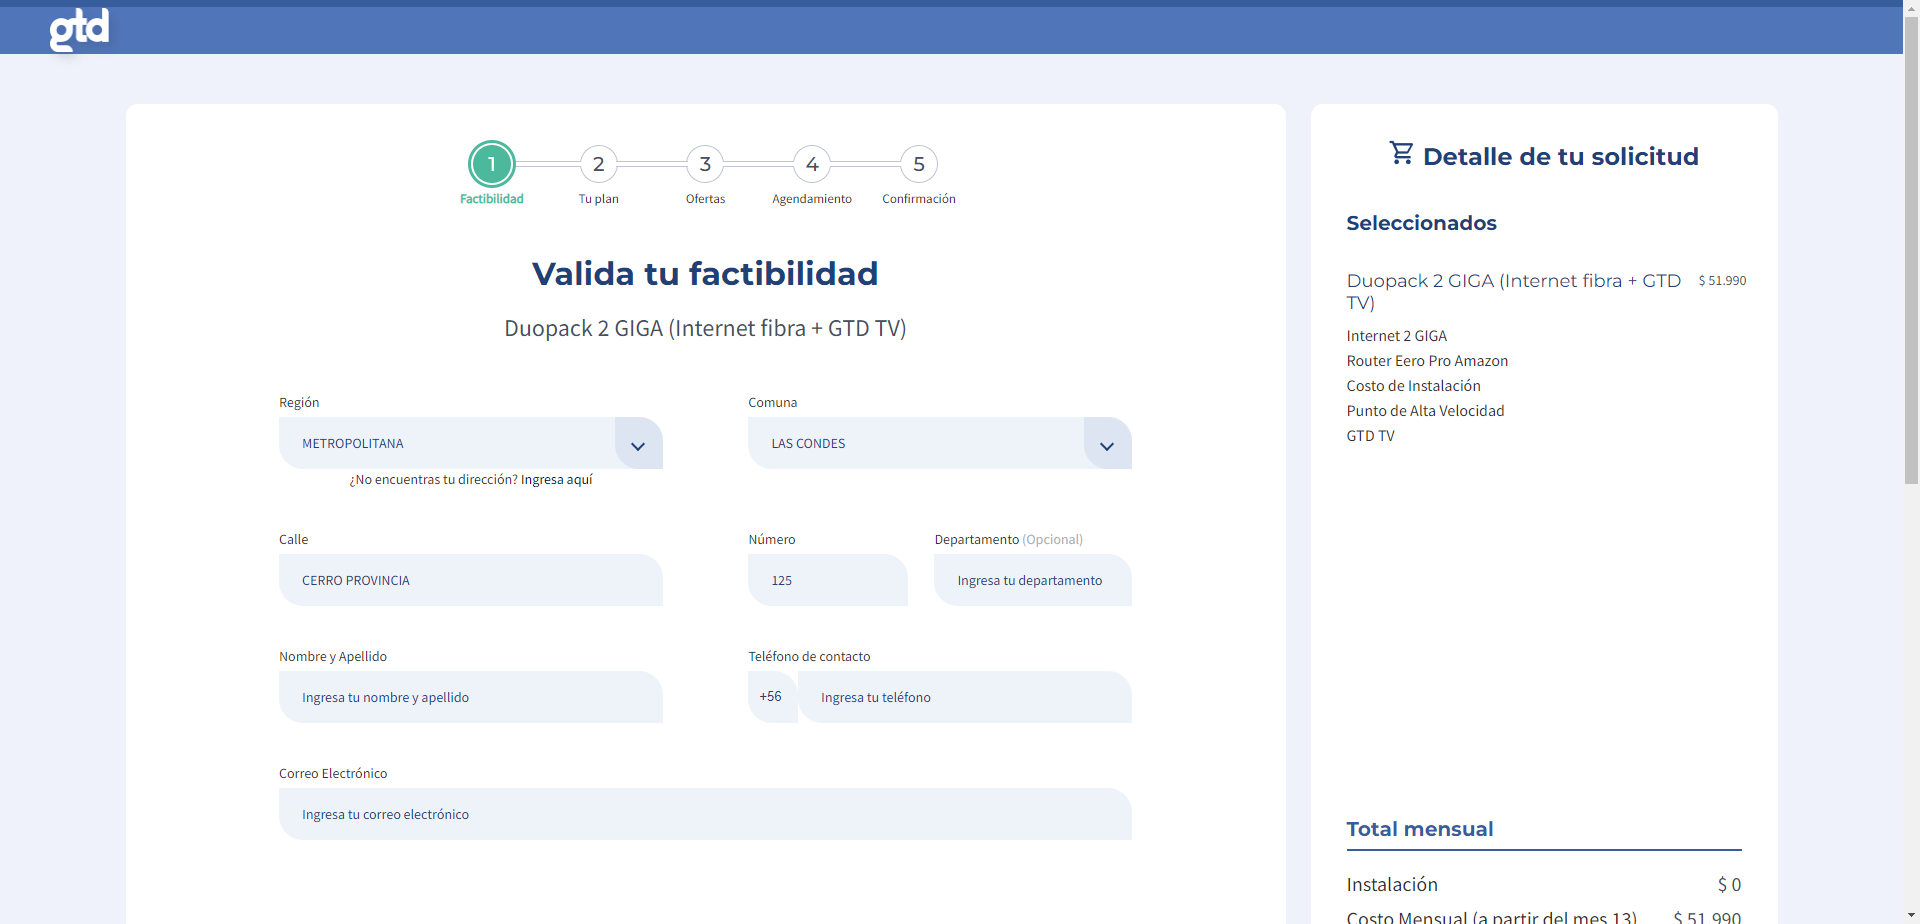 gtd
1
2
3
4
5
Factibilidad
Tu plan
Ofertas
Agendamiento
Confirmación
Valida tu factibilidad
Duopack 2 GIGA (Internet fibra + GTD TV)
Región
METROPOLITANA
Comuna
LAS CONDES
¿No encuentras tu dirección? Ingresa aquí
Calle
CERRO PROVINCIA
Número
125
Departamento (Opcional)
Ingresa tu departamento
Nombre y Apellido
Ingresa tu nombre y apellido
Teléfono de contacto
+56
Ingresa tu teléfono
Correo Electrónico
Ingresa tu correo electrónico
Detalle de tu solicitud
Seleccionados
Duopack 2 GIGA (Internet fibra + GTD
TV)
$ 51.990
Internet 2 GIGA
Router Eero Pro Amazon
Costo de Instalación
Punto de Alta Velocidad
GTD TV
Total mensual
Instalación $ 0
Costo Mensual (a partir del mes 13) $ 51.990